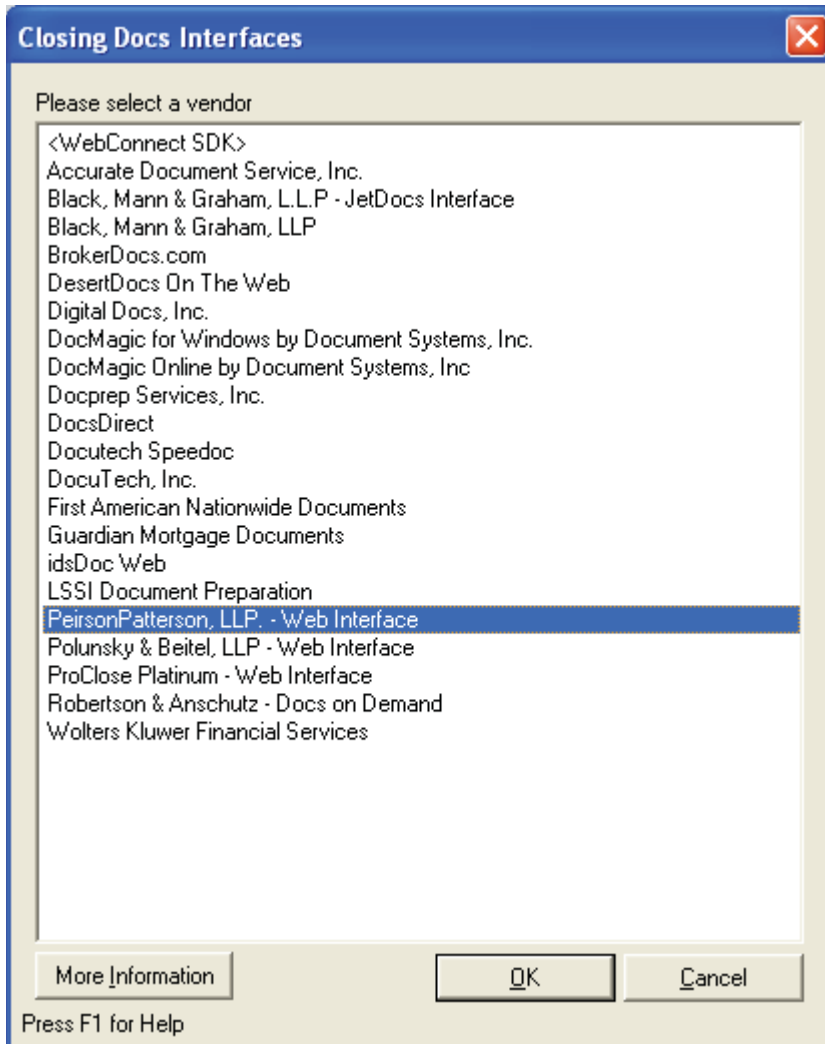 Closing Docs Interfaces
Please select a vendor
<WebConnect SDK>
Accurate Document Service, Inc.
Black, Mann & Graham, L.L.P - JetDocs Interface
Black, Mann & Graham, LLP
BrokerDocs.com
DesertDocs On The Web
Digital Docs, Inc.
DocMagic for Windows by Document Systems, Inc.
DocMagic Online by Document Systems, Inc
Docprep Services, Inc.
DocsDirect
Docutech Speedoc
DocuTech, Inc.
First American Nationwide Documents
Guardian Mortgage Documents
idsDoc Web
LSSI Document Preparation
PeirsonPatterson, LLP. - Web Interface
Polunsky & Beitel, LLP - Web Interface
ProClose Platinum - Web Interface
Robertson & Anschutz - Docs on Demand
Wolters Kluwer Financial Services
More Information
OK
Cancel
Press F1 for Help